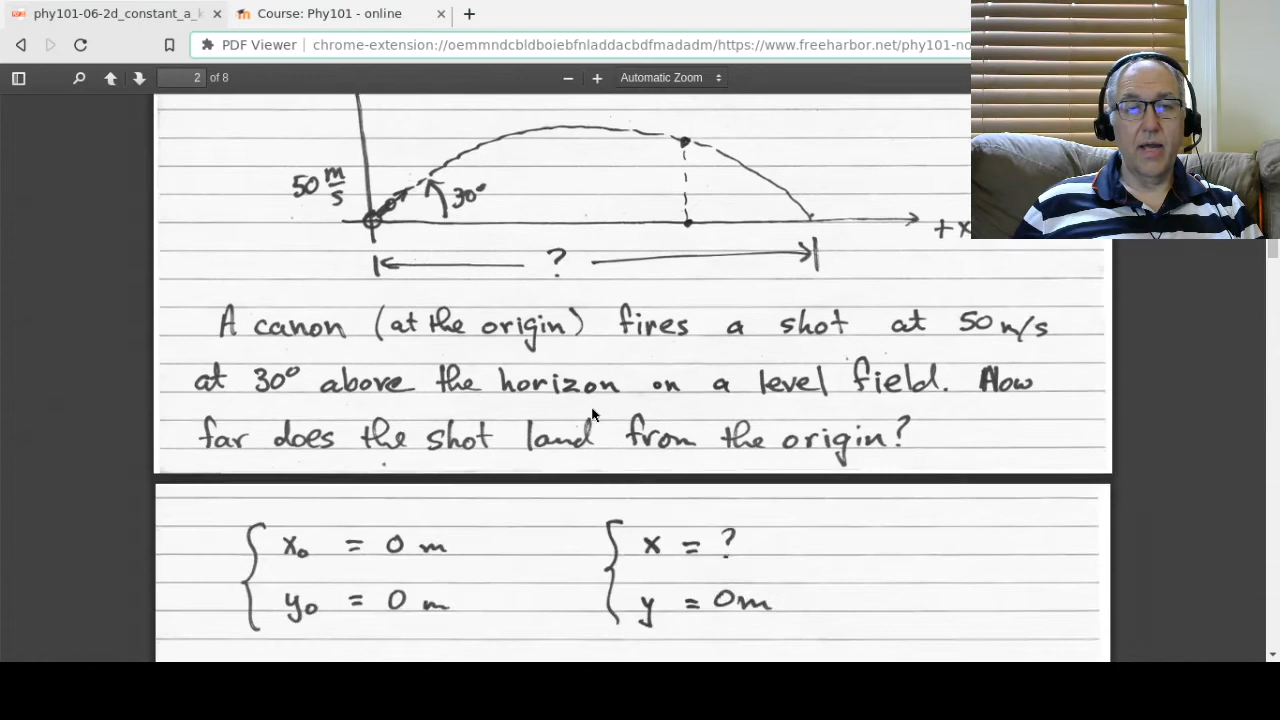 phy101-06-2d_constant_a_k
Course: Phy101 - online
PDF Viewer
chrome-extension://oemmndcbldboiebfnladdacbdfmadadm/https://www.freeharbor.net/phy101-no
2 of 8
Automatic Zoom
50 m/s
30°
+x
?
A canon (at the origin) fires a shot at 50 m/s
at 30° above the horizon on a level field. How
far does the shot land from the origin?
x₀ = 0 m
x = ?
y₀ = 0 m
y = 0m